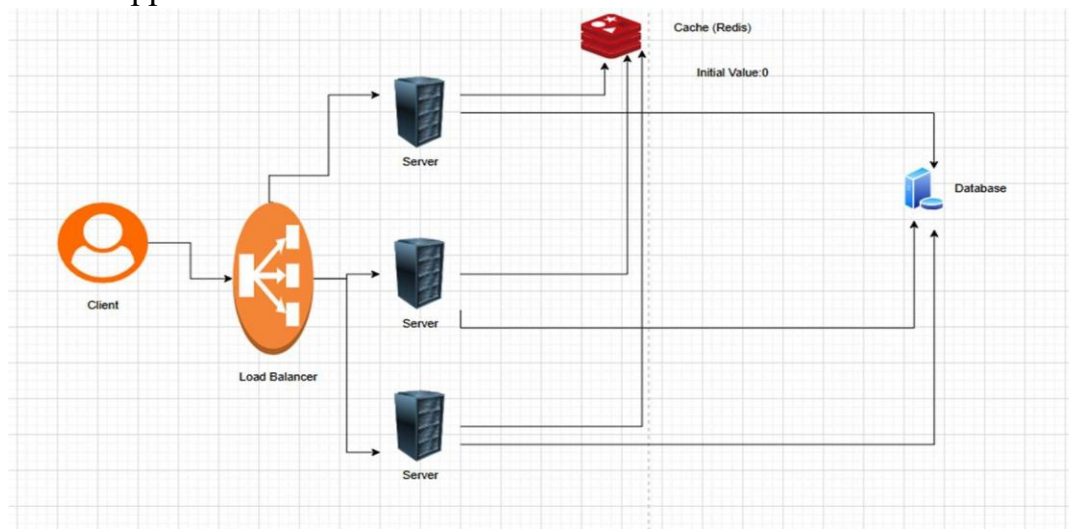 Cache (Redis)
Initial Value:0
Server
Database
Client
Server
Load Balancer
Server